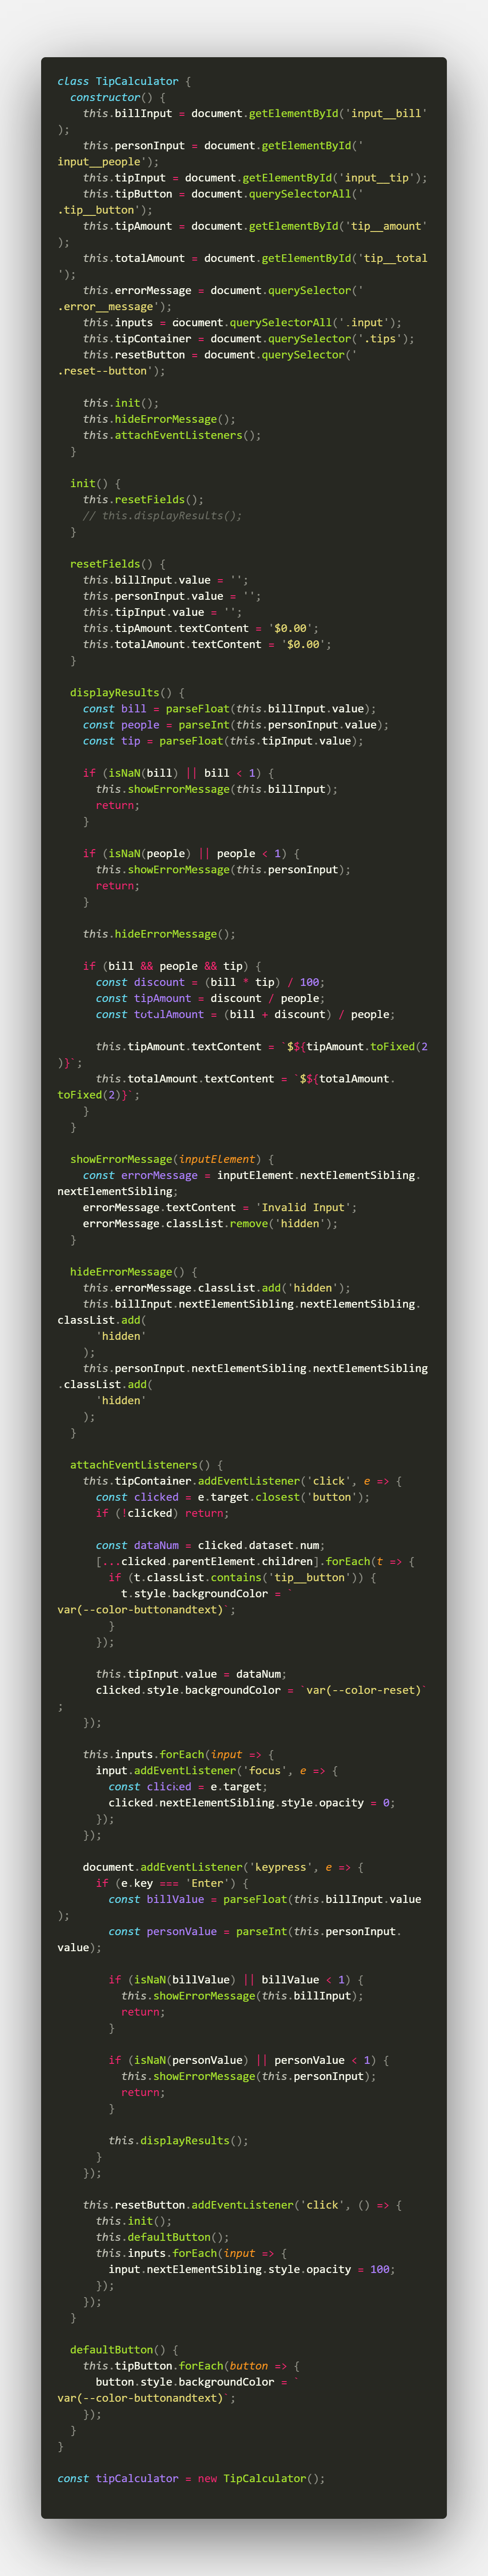 class TipCalculator {
  constructor() {
    this.billInput = document.getElementById('input__bill'
);
    this.personInput = document.getElementById('
input__people');
    this.tipInput = document.getElementById('input__tip');
    this.tipButton = document.querySelectorAll('
.tip__button');
    this.tipAmount = document.getElementById('tip__amount'
);
    this.totalAmount = document.getElementById('tip__total
');
    this.errorMessage = document.querySelector('
.error__message');
    this.inputs = document.querySelectorAll('.input');
    this.tipContainer = document.querySelector('.tips');
    this.resetButton = document.querySelector('
.reset--button');

    this.init();
    this.hideErrorMessage();
    this.attachEventListeners();
  }

  init() {
    this.resetFields();
    // this.displayResults();
  }

  resetFields() {
    this.billInput.value = '';
    this.personInput.value = '';
    this.tipInput.value = '';
    this.tipAmount.textContent = '$0.00';
    this.totalAmount.textContent = '$0.00';
  }

  displayResults() {
    const bill = parseFloat(this.billInput.value);
    const people = parseInt(this.personInput.value);
    const tip = parseFloat(this.tipInput.value);

    if (isNaN(bill) || bill < 1) {
      this.showErrorMessage(this.billInput);
      return;
    }

    if (isNaN(people) || people < 1) {
      this.showErrorMessage(this.personInput);
      return;
    }

    this.hideErrorMessage();

    if (bill && people && tip) {
      const discount = (bill * tip) / 100;
      const tipAmount = discount / people;
      const totalAmount = (bill + discount) / people;

      this.tipAmount.textContent = `$${tipAmount.toFixed(2
)}`;
      this.totalAmount.textContent = `$${totalAmount.
toFixed(2)}`;
    }
  }

  showErrorMessage(inputElement) {
    const errorMessage = inputElement.nextElementSibling.
nextElementSibling;
    errorMessage.textContent = 'Invalid Input';
    errorMessage.classList.remove('hidden');
  }

  hideErrorMessage() {
    this.errorMessage.classList.add('hidden');
    this.billInput.nextElementSibling.nextElementSibling.
classList.add(
      'hidden'
    );
    this.personInput.nextElementSibling.nextElementSibling
.classList.add(
      'hidden'
    );
  }

  attachEventListeners() {
    this.tipContainer.addEventListener('click', e => {
      const clicked = e.target.closest('button');
      if (!clicked) return;

      const dataNum = clicked.dataset.num;
      [...clicked.parentElement.children].forEach(t => {
        if (t.classList.contains('tip__button')) {
          t.style.backgroundColor = `
var(--color-buttonandtext)`;
        }
      });

      this.tipInput.value = dataNum;
      clicked.style.backgroundColor = `var(--color-reset)`
;
    });

    this.inputs.forEach(input => {
      input.addEventListener('focus', e => {
        const clicked = e.target;
        clicked.nextElementSibling.style.opacity = 0;
      });
    });

    document.addEventListener('keypress', e => {
      if (e.key === 'Enter') {
        const billValue = parseFloat(this.billInput.value
);
        const personValue = parseInt(this.personInput.
value);

        if (isNaN(billValue) || billValue < 1) {
          this.showErrorMessage(this.billInput);
          return;
        }

        if (isNaN(personValue) || personValue < 1) {
          this.showErrorMessage(this.personInput);
          return;
        }

        this.displayResults();
      }
    });

    this.resetButton.addEventListener('click', () => {
      this.init();
      this.defaultButton();
      this.inputs.forEach(input => {
        input.nextElementSibling.style.opacity = 100;
      });
    });
  }

  defaultButton() {
    this.tipButton.forEach(button => {
      button.style.backgroundColor = `
var(--color-buttonandtext)`;
    });
  }
}

const tipCalculator = new TipCalculator();